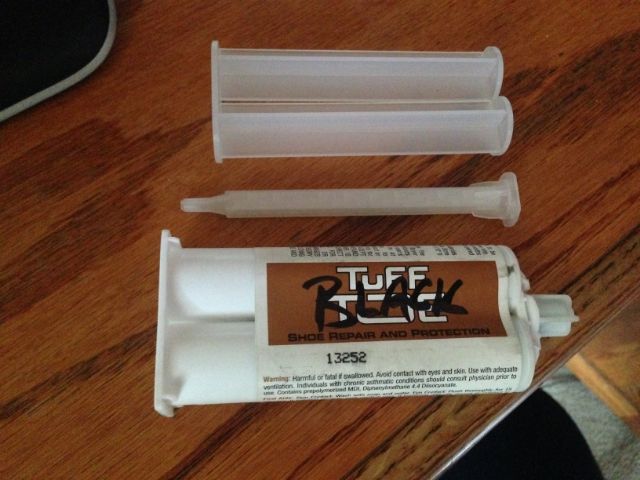 TUFF
TOE
BLACK
SHOE REPAIR AND PROTECTION
13252
Warning: Harmful or fatal if swallowed. Avoid contact with eyes and skin. Use with adequate
ventilation. Individuals with chronic asthmatic conditions should consult physician prior to
use. Contains prepolymerized MDI, Diphenylmethane 4,4 Diisocyanate.